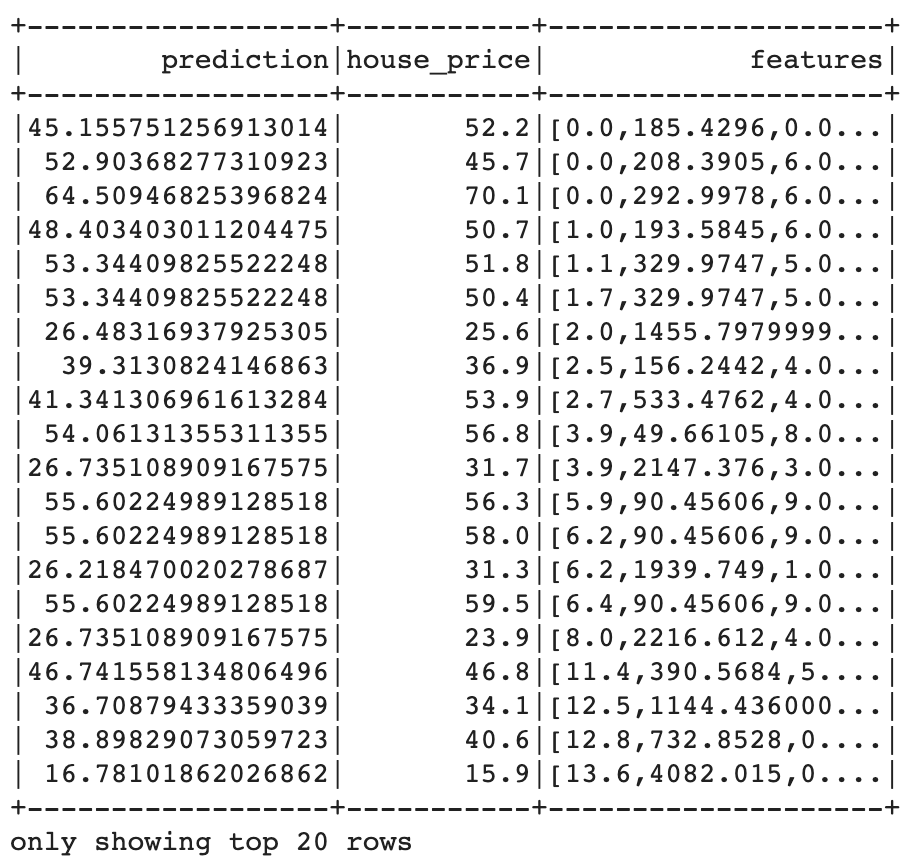 +------------------+-----------+--------------------+
|        prediction|house_price|            features|
+------------------+-----------+--------------------+
|45.155751256913014|       52.2|[0.0,185.4296,0.0...|
| 52.90368277310923|       45.7|[0.0,208.3905,6.0...|
| 64.50946825396824|       70.1|[0.0,292.9978,6.0...|
|48.403403011204475|       50.7|[1.0,193.5845,6.0...|
| 53.34409825522248|       51.8|[1.1,329.9747,5.0...|
| 53.34409825522248|       50.4|[1.7,329.9747,5.0...|
| 26.48316937925305|       25.6|[2.0,1455.7979999...|
|  39.3130824146863|       36.9|[2.5,156.2442,4.0...|
|41.341306961613284|       53.9|[2.7,533.4762,4.0...|
| 54.06131355311355|       56.8|[3.9,49.66105,8.0...|
|26.735108909167575|       31.7|[3.9,2147.376,3.0...|
| 55.60224989128518|       56.3|[5.9,90.45606,9.0...|
| 55.60224989128518|       58.0|[6.2,90.45606,9.0...|
|26.218470020278687|       31.3|[6.2,1939.749,1.0...|
| 55.60224989128518|       59.5|[6.4,90.45606,9.0...|
|26.735108909167575|       23.9|[8.0,2216.612,4.0...|
|46.741558134806496|       46.8|[11.4,390.5684,5....|
| 36.70879433359039|       34.1|[12.5,1144.436000...|
| 38.89829073059723|       40.6|[12.8,732.8528,0....|
| 16.78101862026862|       15.9|[13.6,4082.015,0....|
+------------------+-----------+--------------------+
only showing top 20 rows